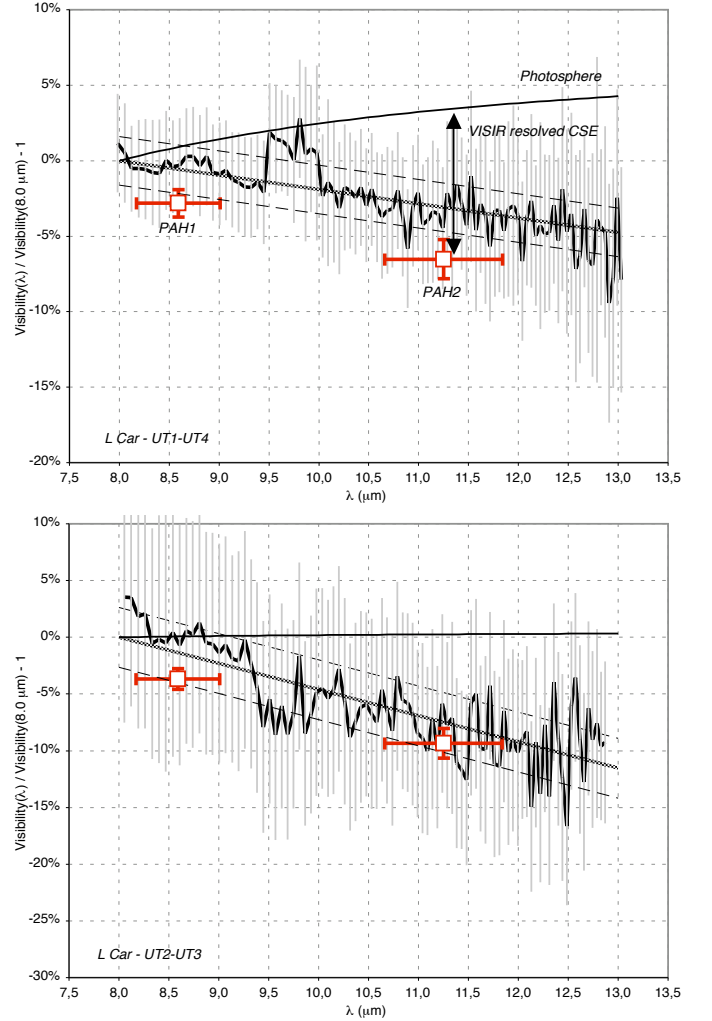 10%
5%
0%
-5%
-10%
-15%
-20%
Visibility(λ) / Visibility(8.0 µm) - 1
Photosphere
VISIR resolved CSE
PAH1
PAH2
L Car - UT1-UT4
7,5 8,0 8,5 9,0 9,5 10,0 10,5 11,0 11,5 12,0 12,5 13,0 13,5
λ (µm)
10%
5%
0%
-5%
-10%
-15%
-20%
-25%
-30%
Visibility(λ) / Visibility(8.0 µm) - 1
L Car - UT2-UT3
7,5 8,0 8,5 9,0 9,5 10,0 10,5 11,0 11,5 12,0 12,5 13,0 13,5
λ (µm)